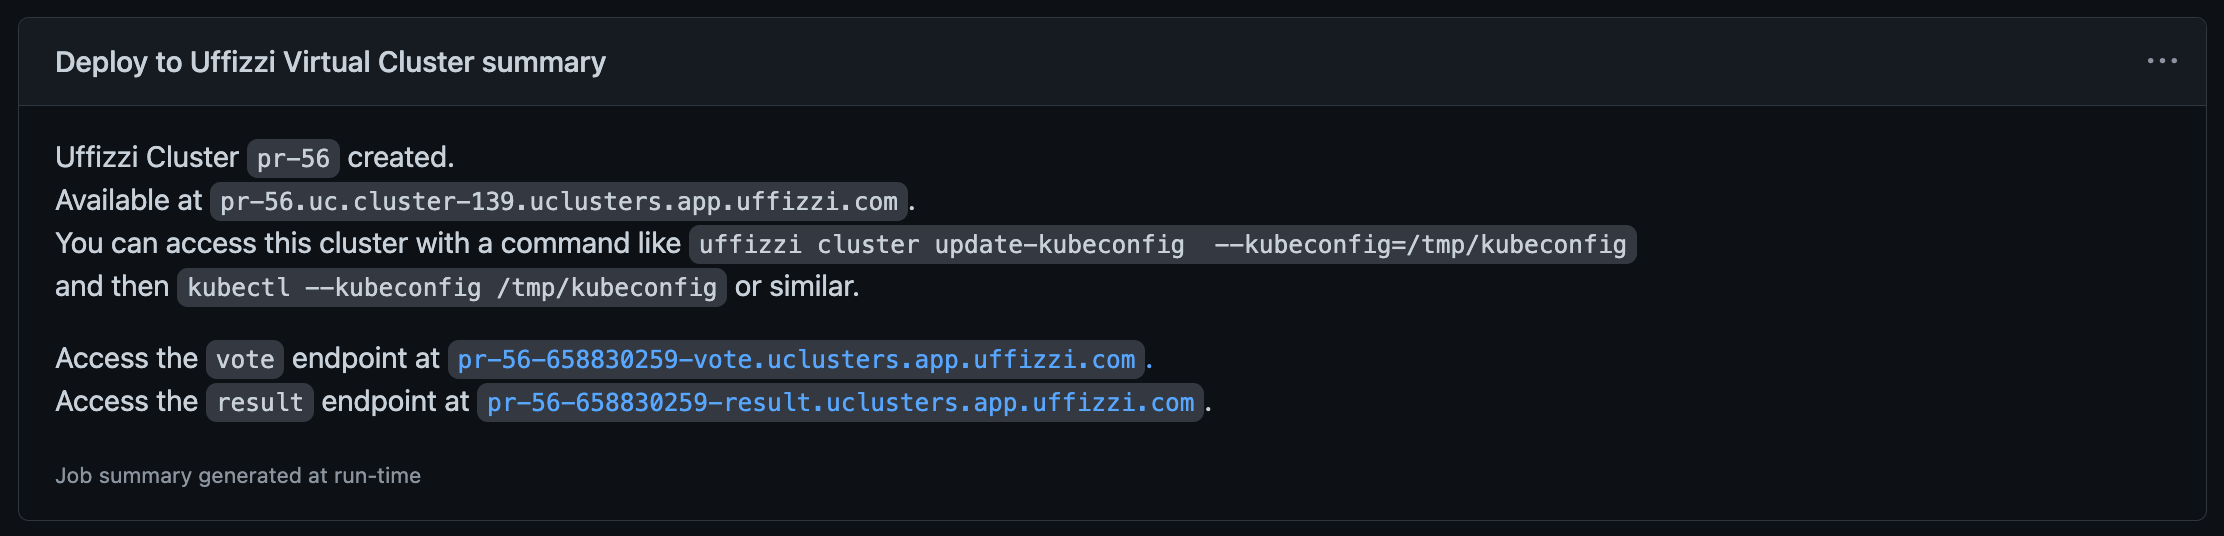 Deploy to Uffizzi Virtual Cluster summary
Uffizzi Cluster pr-56 created.
Available at pr-56.uc.cluster-139.uclusters.app.uffizzi.com.
You can access this cluster with a command like uffizzi cluster update-kubeconfig  --kubeconfig=/tmp/kubeconfig
and then kubectl --kubeconfig /tmp/kubeconfig or similar.
Access the vote endpoint at pr-56-658830259-vote.uclusters.app.uffizzi.com.
Access the result endpoint at pr-56-658830259-result.uclusters.app.uffizzi.com.
Job summary generated at run-time